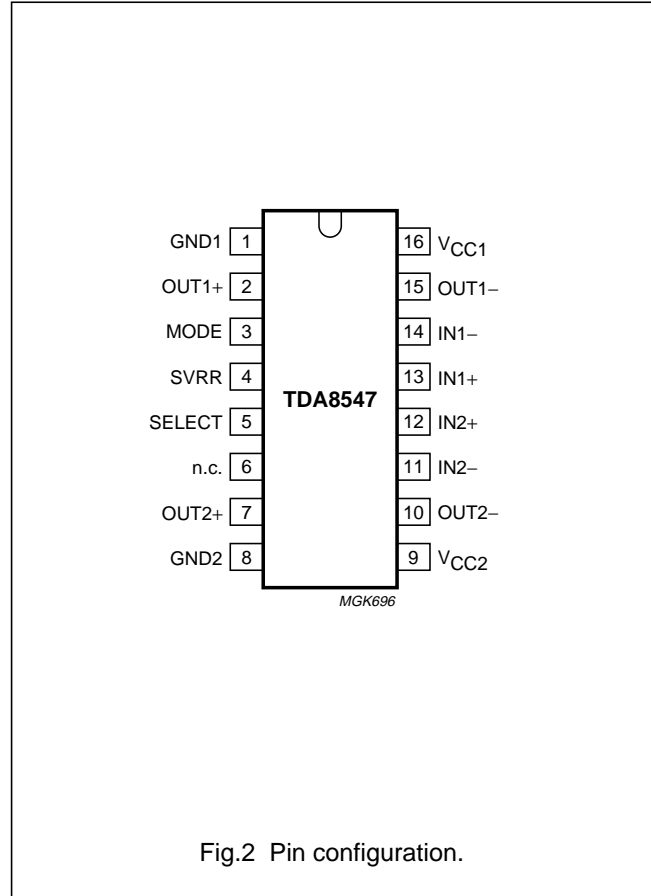 GND1 1 16 VCC1
OUT1+ 2 15 OUT1−
MODE 3 14 IN1−
SVRR 4 13 IN1+
TDA8547
SELECT 5 12 IN2+
n.c. 6 11 IN2−
OUT2+ 7 10 OUT2−
GND2 8 9 VCC2
MGK696
Fig.2 Pin configuration.